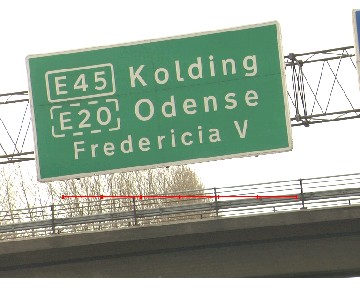 E45 Kolding
E20 Odense
Fredericia V